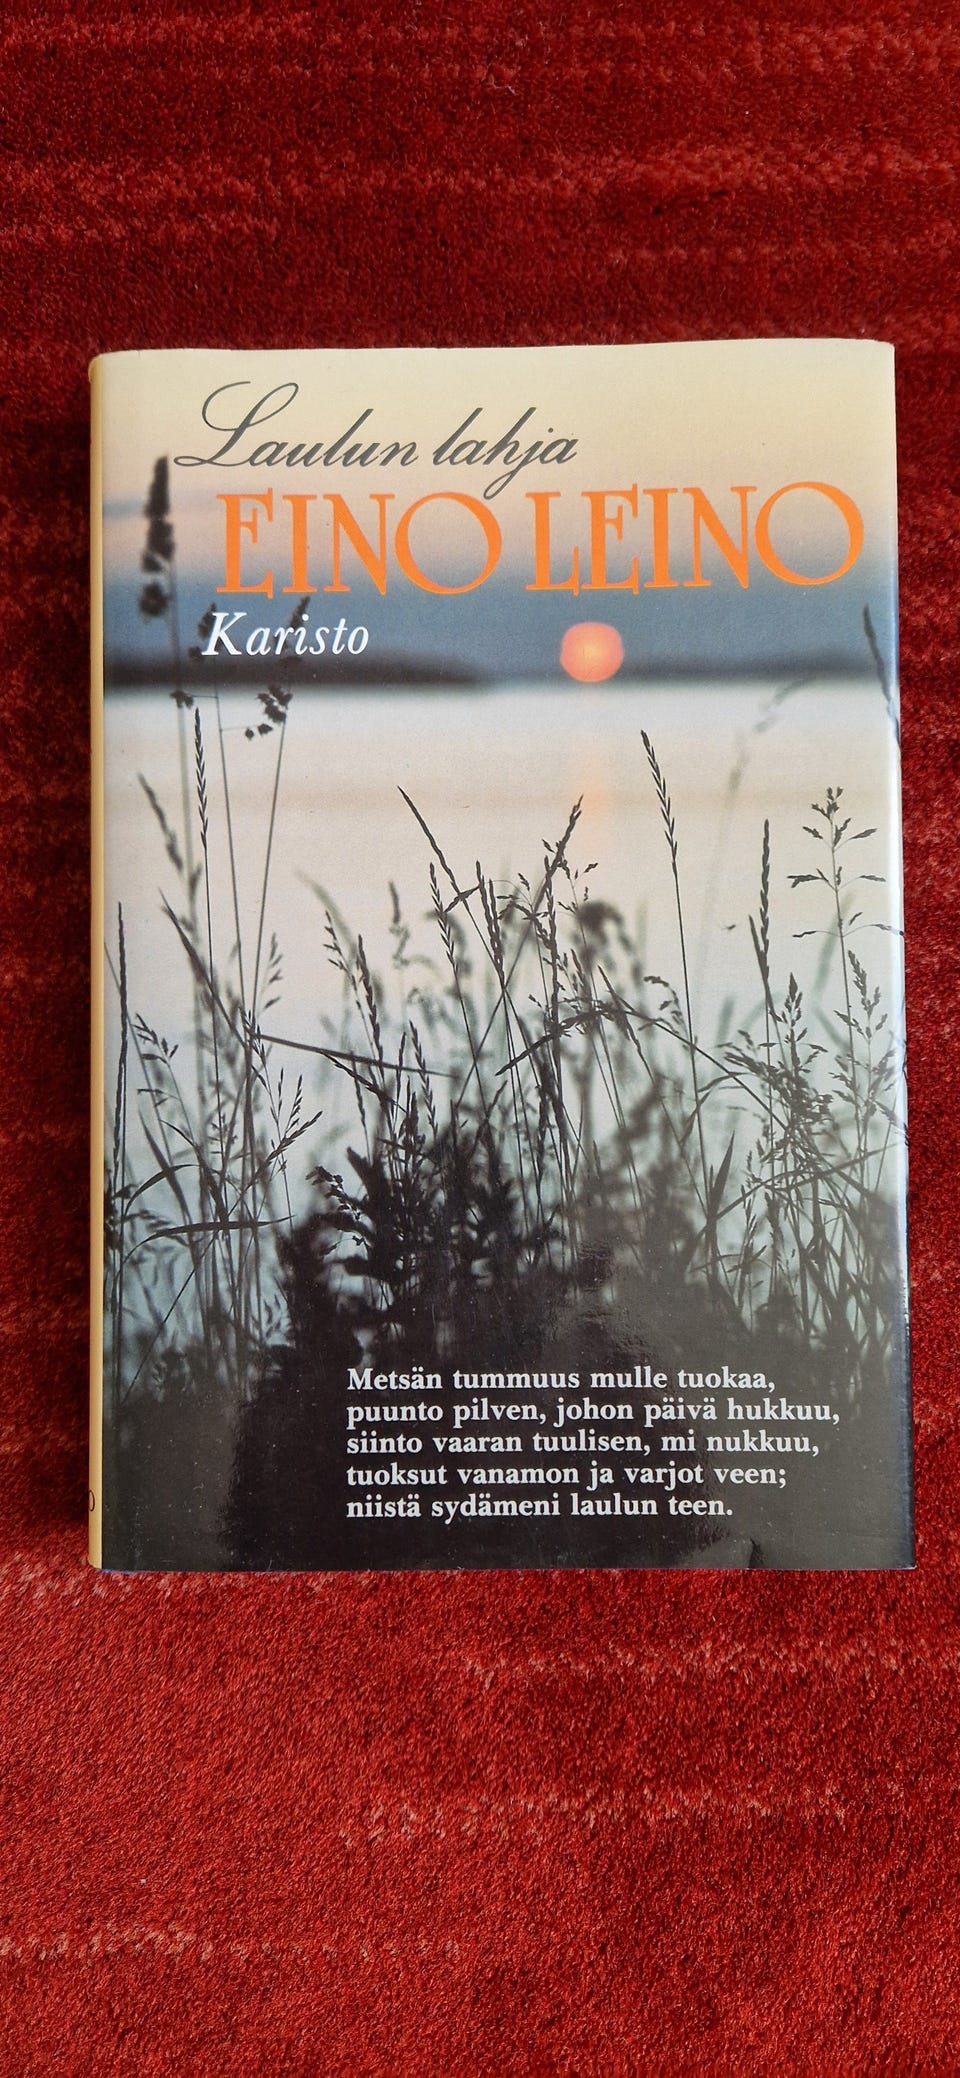 Laulun lahja
EINO LEINO
Karisto
Metsän tummuus mulle tuokaa,
puunto pilven, johon päivä hukkuu,
siinto vaaran tuulisen, mi nukkuu,
tuoksut vanamon ja varjot veen;
niistä sydämeni laulun teen.